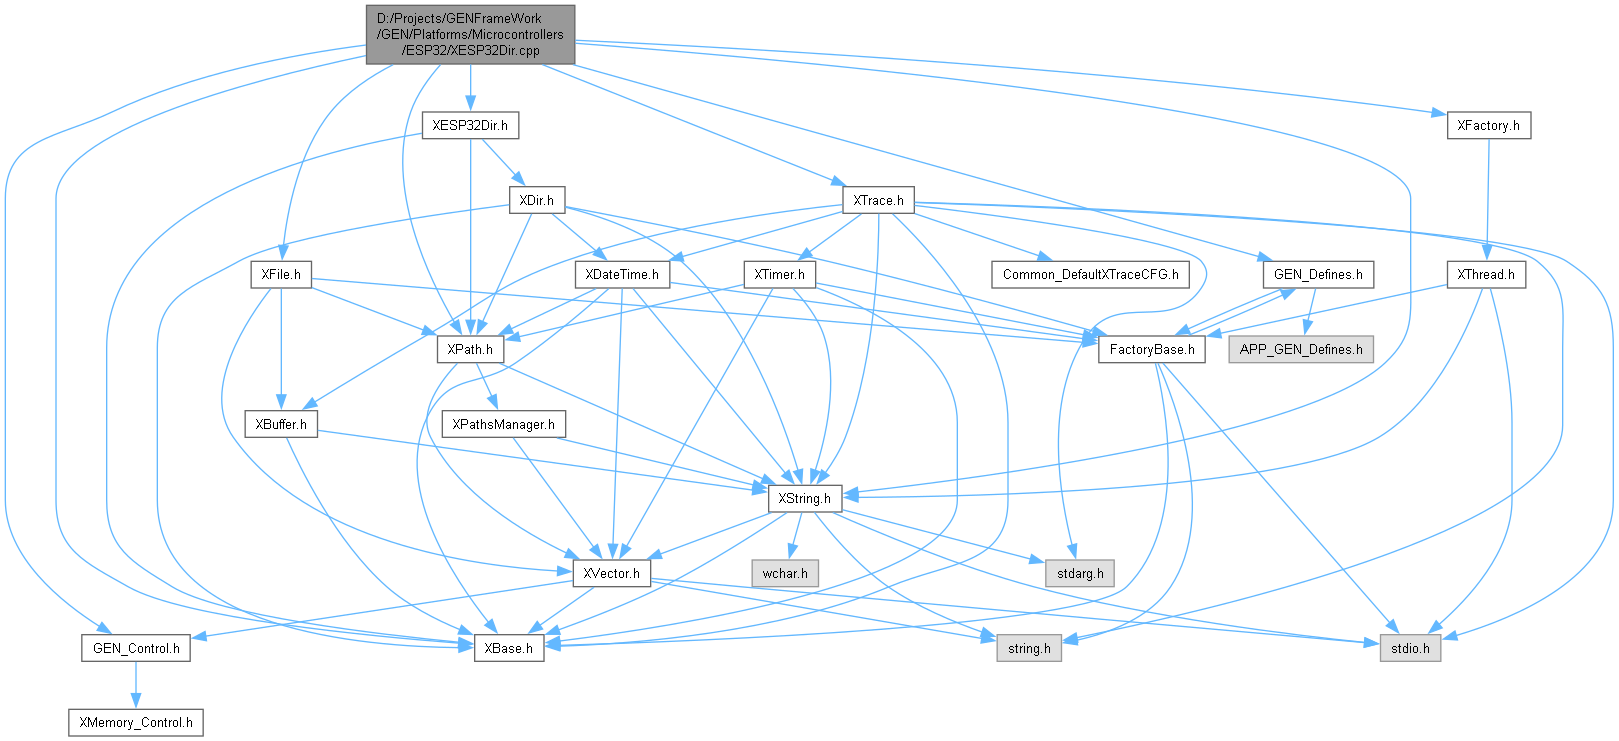 D:/Projects/GENFrameWork
/GEN/Platforms/Microcontrollers
/ESP32/XESP32Dir.cpp
XESP32Dir.h
XFactory.h
XDir.h
XTrace.h
XFile.h
XDateTime.h
XTimer.h
Common_DefaultXTraceCFG.h
GEN_Defines.h
XThread.h
XPath.h
FactoryBase.h
APP_GEN_Defines.h
XBuffer.h
XPathsManager.h
XString.h
XVector.h
wchar.h
stdarg.h
GEN_Control.h
XBase.h
string.h
stdio.h
XMemory_Control.h